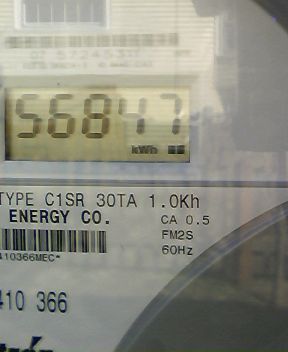 56847
kWh
TYPE C1SR 30TA 1.0Kh
ENERGY CO. CA 0.5
FM2S
410366MEC* 60Hz
410 366